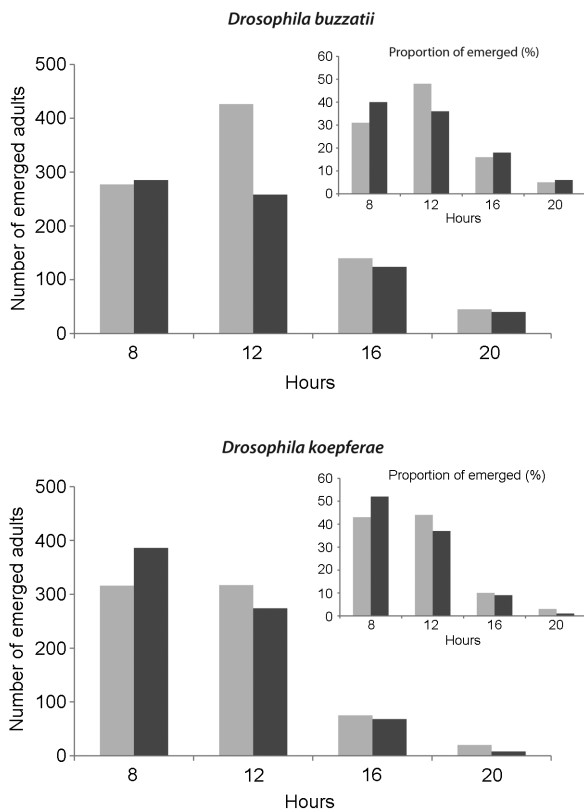 Drosophila buzzatii
Number of emerged adults
500
400
300
200
100
0
8 12 16 20
Hours
Proportion of emerged (%)
60
50
40
30
20
10
0
8 12 16 20
Hours
Drosophila koepferae
Number of emerged adults
500
400
300
200
100
0
8 12 16 20
Hours
Proportion of emerged (%)
60
50
40
30
20
10
0
8 12 16 20
Hours